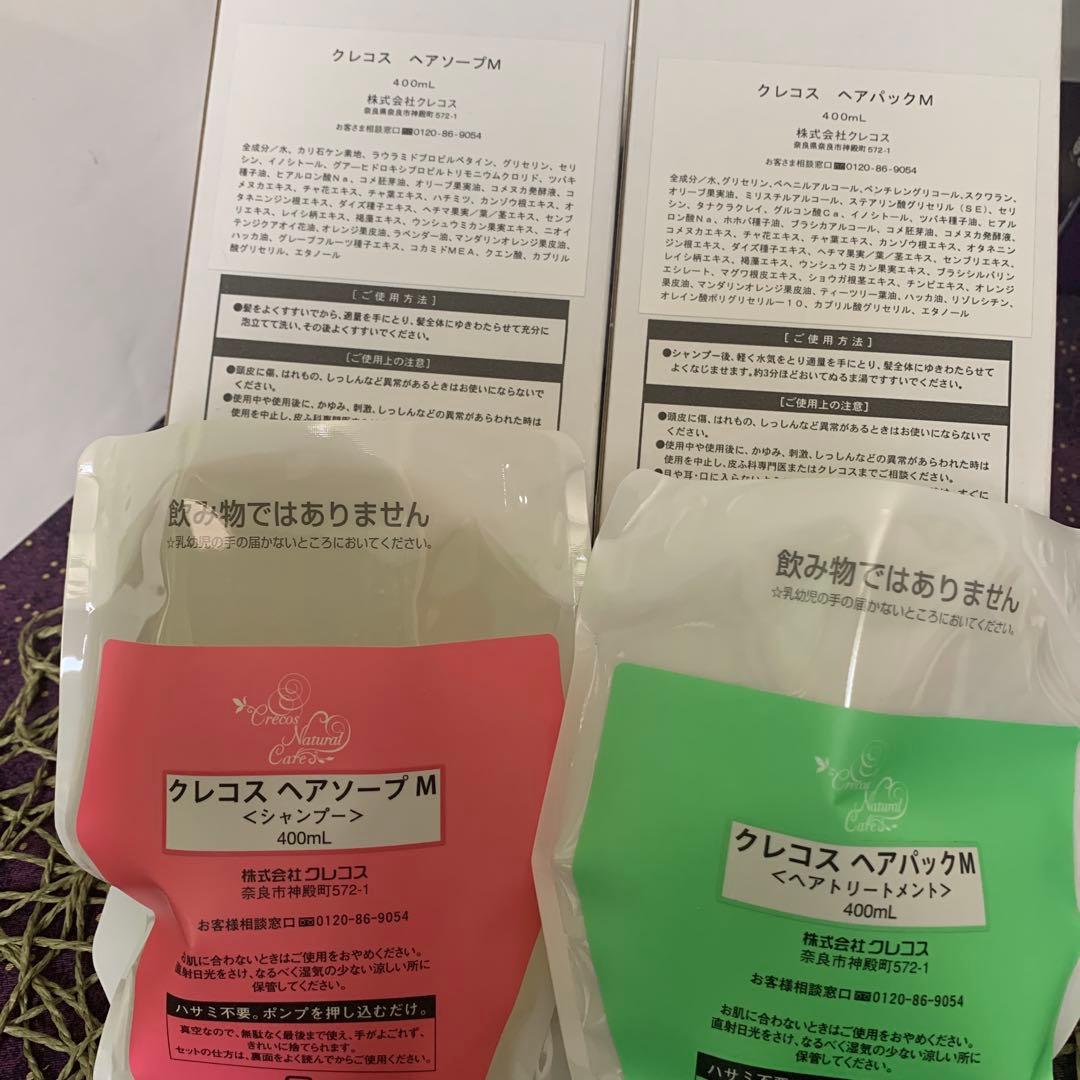 クレコス ヘアソープM
400mL
株式会社クレコス
奈良県奈良市神殿町572-1
お客さま相談窓口 0120-86-9054
全成分/水、カリ石ケン素地、ラウラミドプロピルベタイン、グリセリン、セリ
シン、イノシトール、グアーヒドロキシプロピルトリモニウムクロリド、ツバキ
種子油、ヒアルロン酸Na、コメ胚芽油、オリーブ果実油、コメヌカ発酵液、コ
メヌカエキス、チャ花エキス、チャ葉エキス、ハチミツ、カンゾウ根エキス、オ
タネニンジン根エキス、ダイズ種子エキス、ヘチマ果実/葉/茎エキス、センブ
リエキス、レイシ柄エキス、褐藻エキス、ウンシュウミカン果実エキス、ニオイ
テンジクアオイ花油、オレンジ果皮油、ラベンダー油、マンダリンオレンジ果皮油、
ハッカ油、グレープフルーツ種子エキス、コカミドMEA、クエン酸、カプリル
酸グリセリル、エタノール
[ご使用方法]
●髪をよくすすいでから、適量を手にとり、髪全体にゆきわたらせて充分に
泡立てて洗い、その後よくすすいでください。
[ご使用上の注意]
●頭皮に傷、はれもの、しっしんなど異常があるときはお使いにならないで
ください。
●使用中や使用後に、かゆみ、刺激、しっしんなどの異常があらわれた時は
使用を中止し、皮ふ科専門医
クレコス ヘアパックM
400mL
株式会社クレコス
奈良県奈良市神殿町572-1
お客さま相談窓口 0120-86-9054
全成分/水、グリセリン、ベヘニルアルコール、ペンチレングリコール、スクワラン、
オリーブ果実油、ミリスチルアルコール、ステアリン酸グリセリル(SE)、セリ
シン、タナクラクレイ、グルコン酸Ca、イノシトール、ツバキ種子油、ヒアル
ロン酸Na、ホホバ種子油、ブラシカアルコール、コメ胚芽油、コメヌカ発酵液、
コメヌカエキス、チャ花エキス、チャ葉エキス、カンゾウ根エキス、オタネニン
ジン根エキス、ダイズ種子エキス、ヘチマ果実/葉/茎エキス、センブリエキス、
レイシ柄エキス、褐藻エキス、ウンシュウミカン果実エキス、ブラシシルバリン
エシレート、マグワ根皮エキス、ショウガ根茎エキス、チンピエキス、オレンジ
果皮油、マンダリンオレンジ果皮油、ティーツリー葉油、ハッカ油、リゾレシチン、
オレイン酸ポリグリセリル-10、カプリル酸グリセリル、エタノール
[ご使用方法]
●シャンプー後、軽く水気をとり適量を手にとり、髪全体にゆきわたらせて
よくなじませます。約3分ほどおいてぬるま湯ですすいでください。
[ご使用上の注意]
●頭皮に傷、はれもの、しっしんなど異常があるときはお使いにならないで
ください。
●使用中や使用後に、かゆみ、刺激、しっしんなどの異常があらわれた時は
使用を中止し、皮ふ科専門医またはクレコスまでご相談ください。
●目や耳・口に入らないよう
すぐに
飲み物ではありません
☆乳幼児の手の届かないところにおいてください。
Crecos
Natural
Cafe
クレコス ヘアソープM
<シャンプー>
400mL
株式会社クレコス
奈良市神殿町572-1
お客様相談窓口 0120-86-9054
お肌に合わないときはご使用をおやめください。
直射日光をさけ、なるべく湿気の少ない涼しい所に
保管してください。
ハサミ不要。ポンプを押し込むだけ。
真空なので、無駄なく最後まで使え、手がよごれず、
きれいに捨てられます。
セットの仕方は、裏面をよく読んでからご使用ください。
飲み物ではありません
☆乳幼児の手の届かないところにおいてください。
Crecos
Natural
Cafe
クレコス ヘアパックM
<ヘアトリートメント>
400mL
株式会社クレコス
奈良市神殿町572-1
お客様相談窓口 0120-86-9054
お肌に合わないときはご使用をおやめください。
直射日光をさけ、なるべく湿気の少ない涼しい所に
保管してください。
ハサミ不要